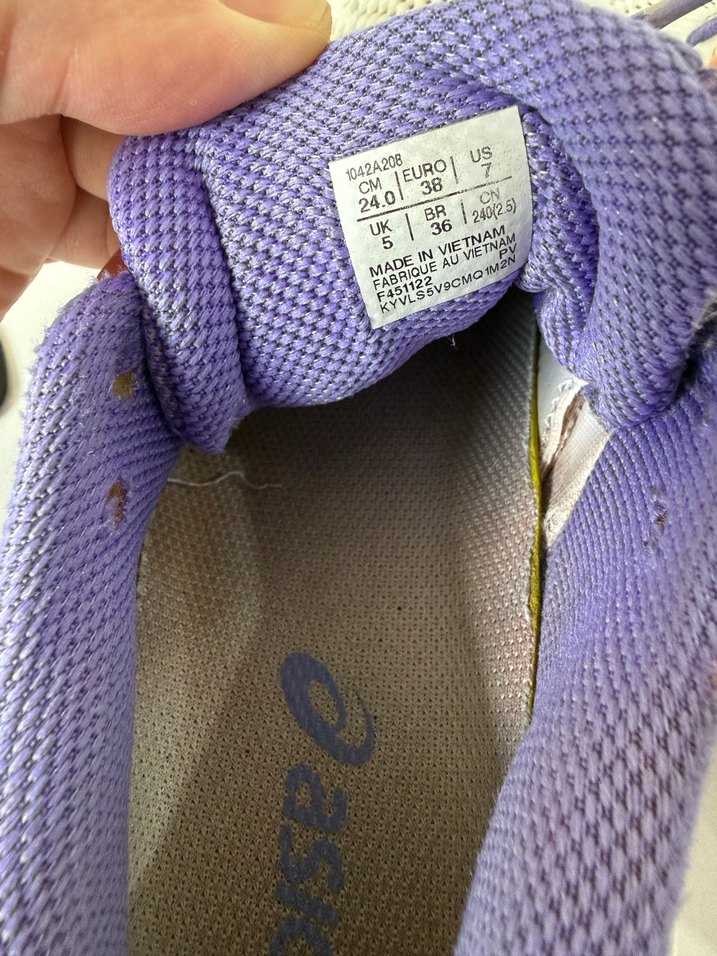 1042A208
CM 24.0 | EURO 38 | US 7
UK 5 | BR 36 | CN 240(2.5)
MADE IN VIETNAM
FABRIQUE AU VIETNAM
F451122 PV
KYVLS5V9CMQ1M2N
asic